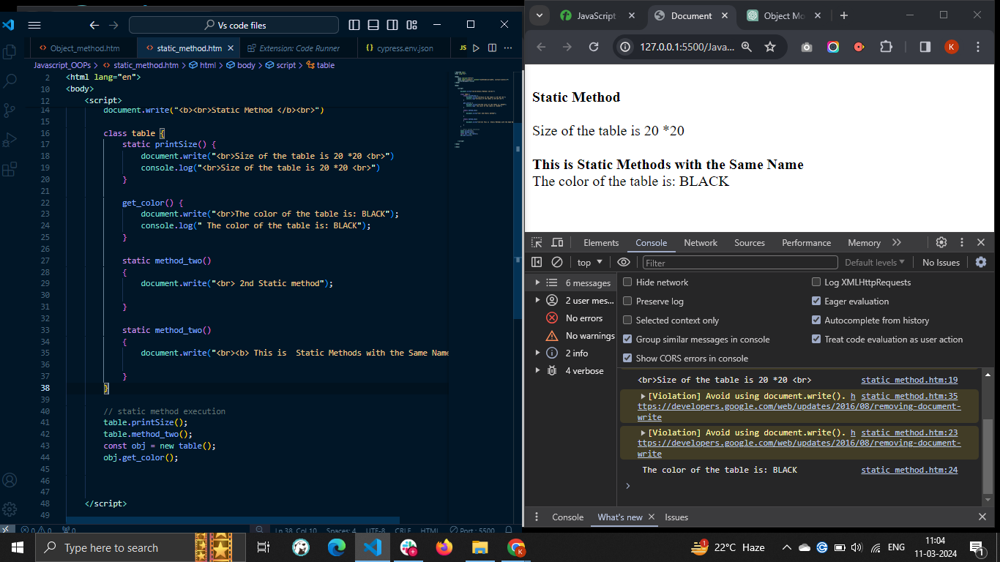 Vs code files
Object_method.htm
static_method.htm
Extension: Code Runner
cypress.env.json
JS
Javascript_OOPs > static_method.htm > html > body > script > table
2 <html lang="en">
10 <body>
12 <script>
14 document.write("<b><br>Static Method </b><br>")
15
16 class table {
17 static printSize() {
18 document.write("<br>Size of the table is 20 *20 <br>")
19 console.log("<br>Size of the table is 20 *20 <br>")
20 }
21
22 get_color() {
23 document.write("<br>The color of the table is: BLACK");
24 console.log(" The color of the table is: BLACK");
25 }
26
27 static method_two()
28 {
29 document.write("<br> 2nd Static method");
30
31 }
32
33 static method_two()
34 {
35 document.write("<br><b> This is  Static Methods with the Same Name
36
37 }
38 }
39
40 // static method execution
41 table.printSize();
42 table.method_two();
43 const obj = new table();
44 obj.get_color();
45
46
47
48 </script>
49
0 0 0
Ln 38, Col 10 Spaces: 4 UTF-8 CRLF HTML Port : 5500
JavaScript
Document
Object Mo
127.0.0.1:5500/Java...
K
Static Method
Size of the table is 20 *20
This is Static Methods with the Same Name
The color of the table is: BLACK
Elements Console Network Sources Performance Memory
top Filter Default levels No Issues
6 messages
2 user mes...
No errors
No warnings
2 info
4 verbose
Hide network Log XMLHttpRequests
Preserve log Eager evaluation
Selected context only Autocomplete from history
Group similar messages in console Treat code evaluation as user action
Show CORS errors in console
<br>Size of the table is 20 *20 <br> static method.htm:19
[Violation] Avoid using document.write(). h static method.htm:35
ttps://developers.google.com/web/updates/2016/08/removing-document-
write
[Violation] Avoid using document.write(). h static method.htm:23
ttps://developers.google.com/web/updates/2016/08/removing-document-
write
The color of the table is: BLACK static method.htm:24
Console What's new Issues
Type here to search
K
1
22°C Haze
ENG
11:04
11-03-2024
1